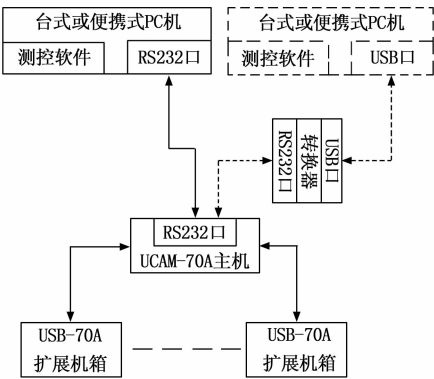 台式或便携式PC机
测控软件
RS232口
台式或便携式PC机
测控软件
USB口
RS232口
转换器
USB口
RS232口
UCAM-70A主机
USB-70A
扩展机箱
USB-70A
扩展机箱